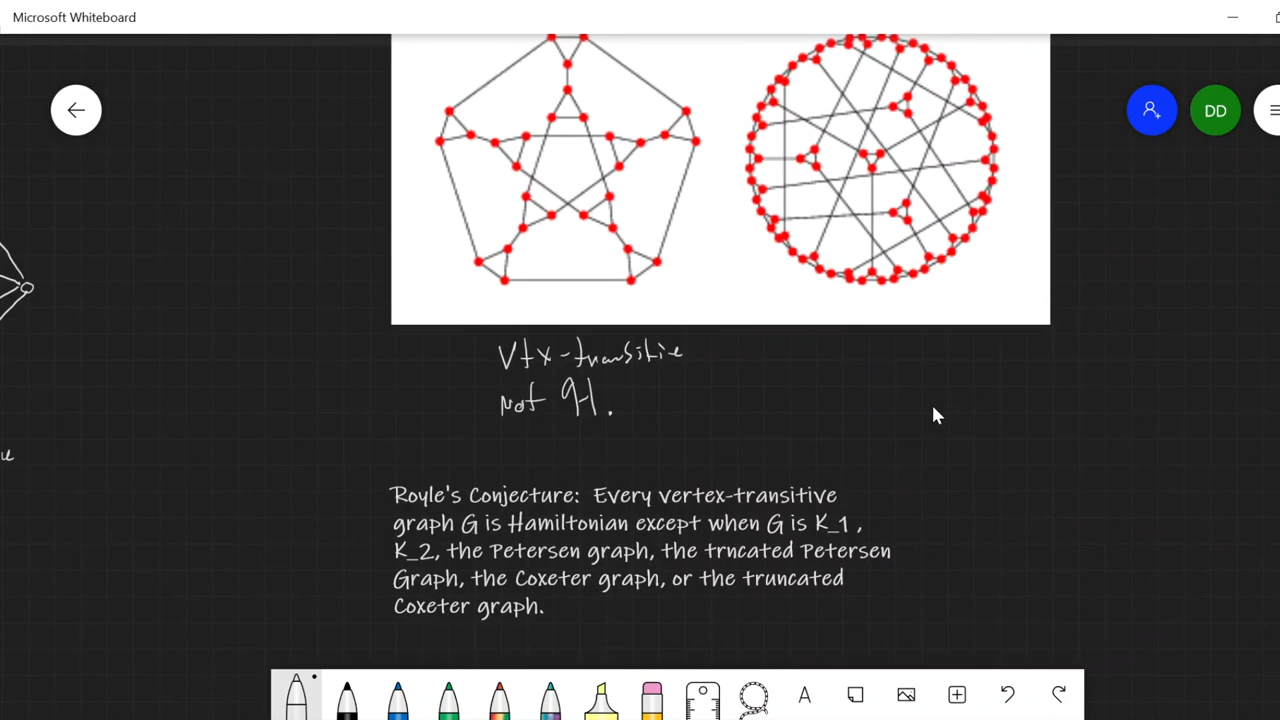 Microsoft Whiteboard
DD
Vtx-transitive
not H.
Royle's Conjecture: Every vertex-transitive
graph G is Hamiltonian except when G is K_1 ,
K_2, the Petersen graph, the trncated Petersen
Graph, the Coxeter graph, or the truncated
Coxeter graph.
A